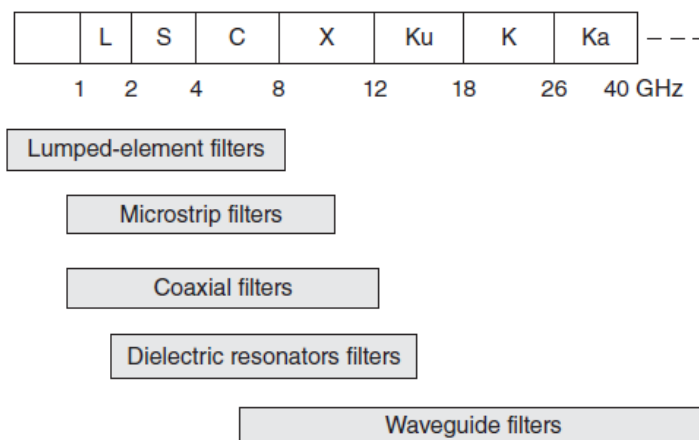 L S C X Ku K Ka
1 2 4 8 12 18 26 40 GHz
Lumped-element filters
Microstrip filters
Coaxial filters
Dielectric resonators filters
Waveguide filters